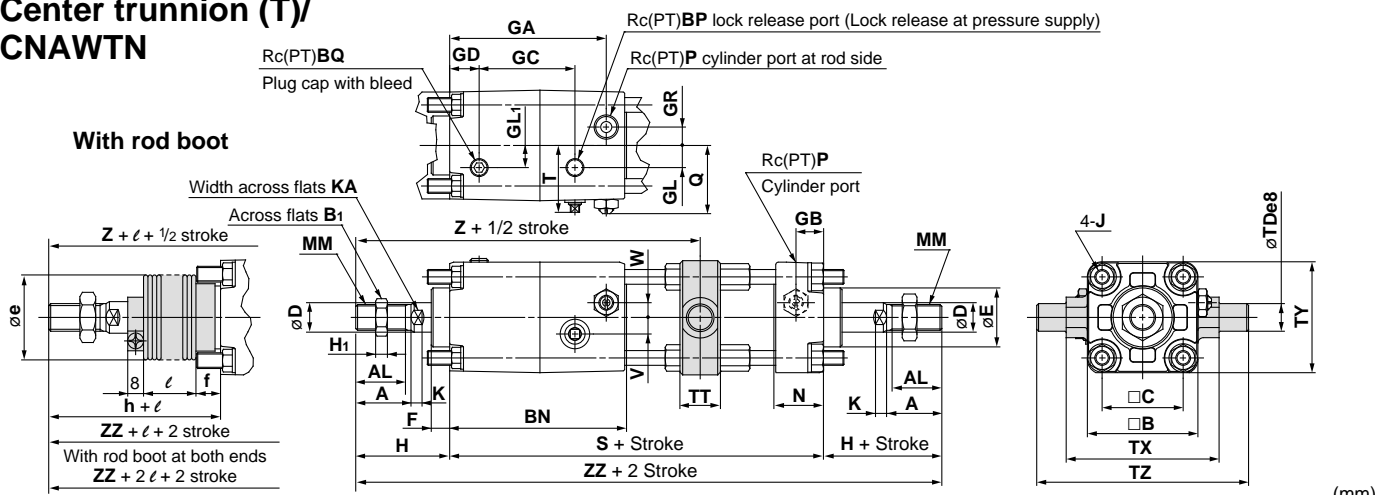 Center trunnion (T)/
CNAWTN
GA
Rc(PT)BP lock release port (Lock release at pressure supply)
Rc(PT)BQ
Plug cap with bleed
GD
GC
Rc(PT)P cylinder port at rod side
GL1
GR
T
GL
Q
With rod boot
Rc(PT)P
Cylinder port
Width across flats KA
Across flats B1
GB
Z + ℓ + 1/2 stroke
Z + 1/2 stroke
MM
W
MM
4-J
øTDe8
øe
øD
øD
øE
TY
H1
AL
AL
8
ℓ
f
A
K
V
TT
N
K
A
□C
h + ℓ
F
BN
□B
ZZ + ℓ + 2 stroke
H
S + Stroke
H + Stroke
TX
With rod boot at both ends
ZZ + 2 ℓ + 2 stroke
ZZ + 2 Stroke
TZ
(mm)